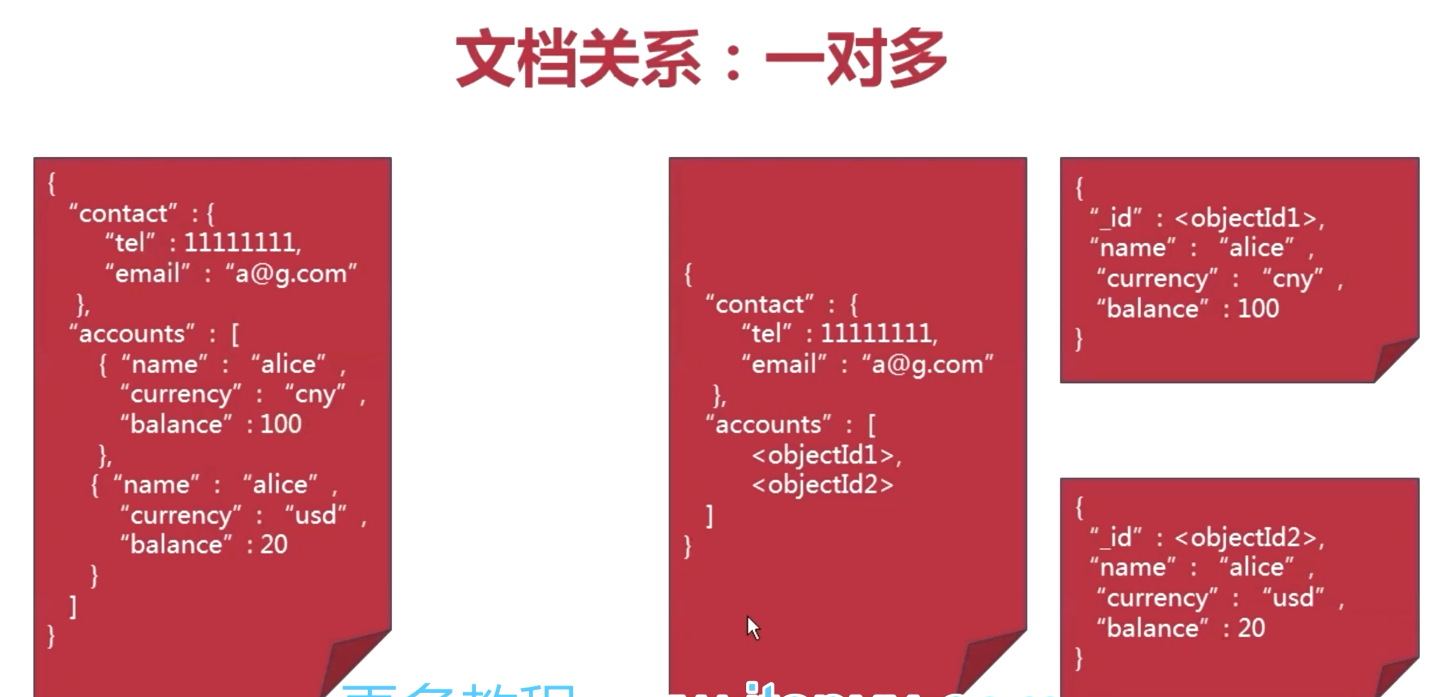 文档关系：一对多
{
“contact” : {
“tel” : 11111111,
“email” : “a@g.com”
},
“accounts” : [
{ “name” : “alice” ,
“currency” : “cny” ,
“balance” : 100
},
{ “name” : “alice” ,
“currency” : “usd” ,
“balance” : 20
}
]
}
{
“contact” : {
“tel” : 11111111,
“email” : “a@g.com”
},
“accounts” : [
<objectId1>,
<objectId2>
]
}
{
“_id” : <objectId1>,
“name” : “alice” ,
“currency” : “cny” ,
“balance” : 100
}
{
“_id” : <objectId2>,
“name” : “alice” ,
“currency” : “usd” ,
“balance” : 20
}